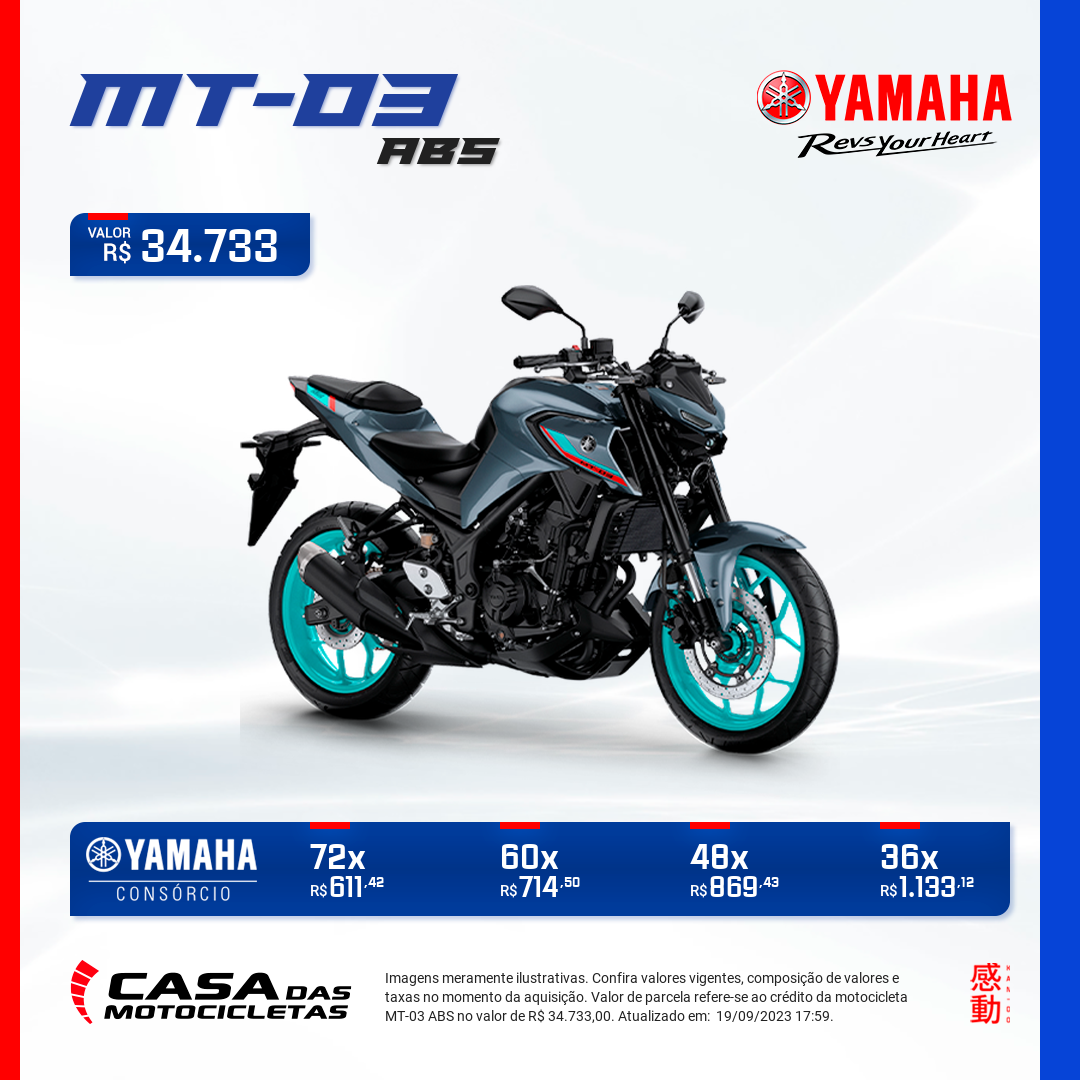 MT-03
ABS
YAMAHA
Revs Your Heart
VALOR
R$ 34.733
MT-03
YAMAHA
CONSÓRCIO
72x
R$ 611,42
60x
R$ 714,50
48x
R$ 869,43
36x
R$ 1.133,12
CASA DAS
MOTOCICLETAS
Imagens meramente ilustrativas. Confira valores vigentes, composição de valores e
taxas no momento da aquisição. Valor de parcela refere-se ao crédito da motocicleta
MT-03 ABS no valor de R$ 34.733,00. Atualizado em: 19/09/2023 17:59.
感動